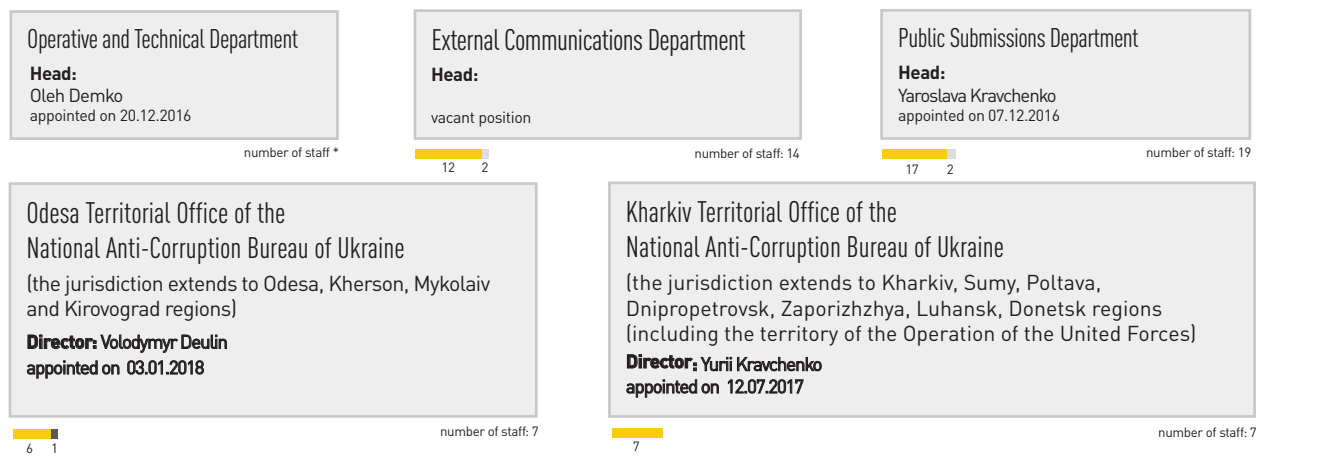 Operative and Technical Department
Head:
Oleh Demko
appointed on 20.12.2016
number of staff *
External Communications Department
Head:
vacant position
number of staff: 14
12 2
Public Submissions Department
Head:
Yaroslava Kravchenko
appointed on 07.12.2016
number of staff: 19
17 2
Odesa Territorial Office of the
National Anti-Corruption Bureau of Ukraine
(the jurisdiction extends to Odesa, Kherson, Mykolaiv
and Kirovograd regions)
Director: Volodymyr Deulin
appointed on 03.01.2018
number of staff: 7
6 1
Kharkiv Territorial Office of the
National Anti-Corruption Bureau of Ukraine
(the jurisdiction extends to Kharkiv, Sumy, Poltava,
Dnipropetrovsk, Zaporizhzhya, Luhansk, Donetsk regions
(including the territory of the Operation of the United Forces)
Director: Yurii Kravchenko
appointed on 12.07.2017
number of staff: 7
7